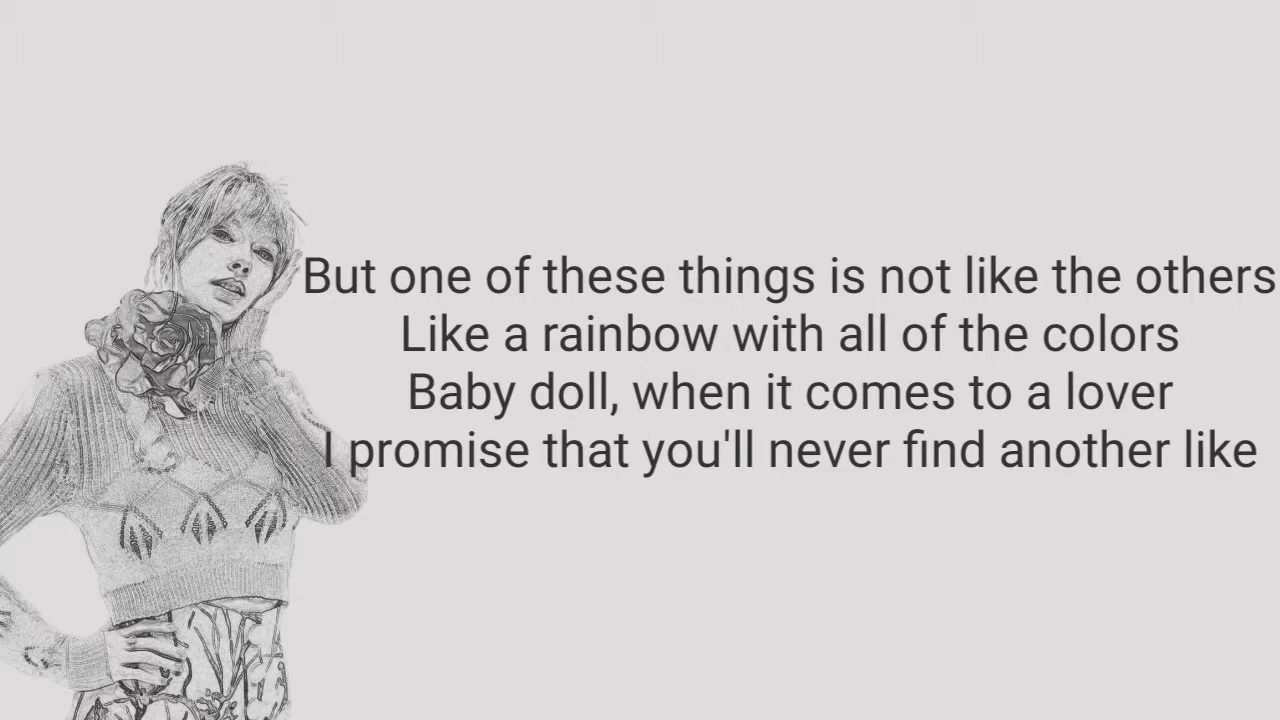 But one of these things is not like the others
Like a rainbow with all of the colors
Baby doll, when it comes to a lover
I promise that you'll never find another like